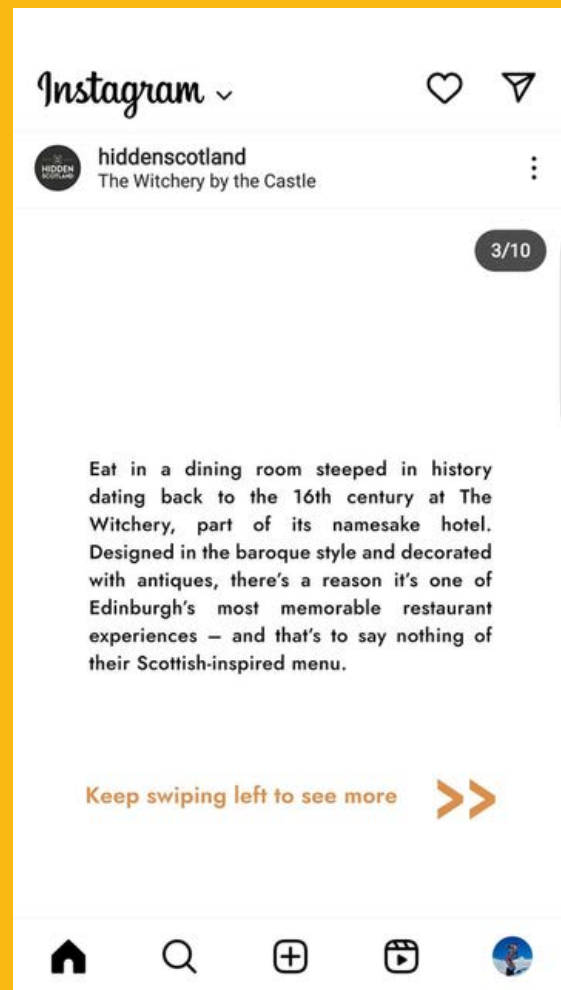 Instagram
hiddenscotland
HIDDEN
SCOTLAND
The Witchery by the Castle
3/10
Eat in a dining room steeped in history
dating back to the 16th century at The
Witchery, part of its namesake hotel.
Designed in the baroque style and decorated
with antiques, there's a reason it's one of
Edinburgh's most memorable restaurant
experiences – and that's to say nothing of
their Scottish-inspired menu.
Keep swiping left to see more >>